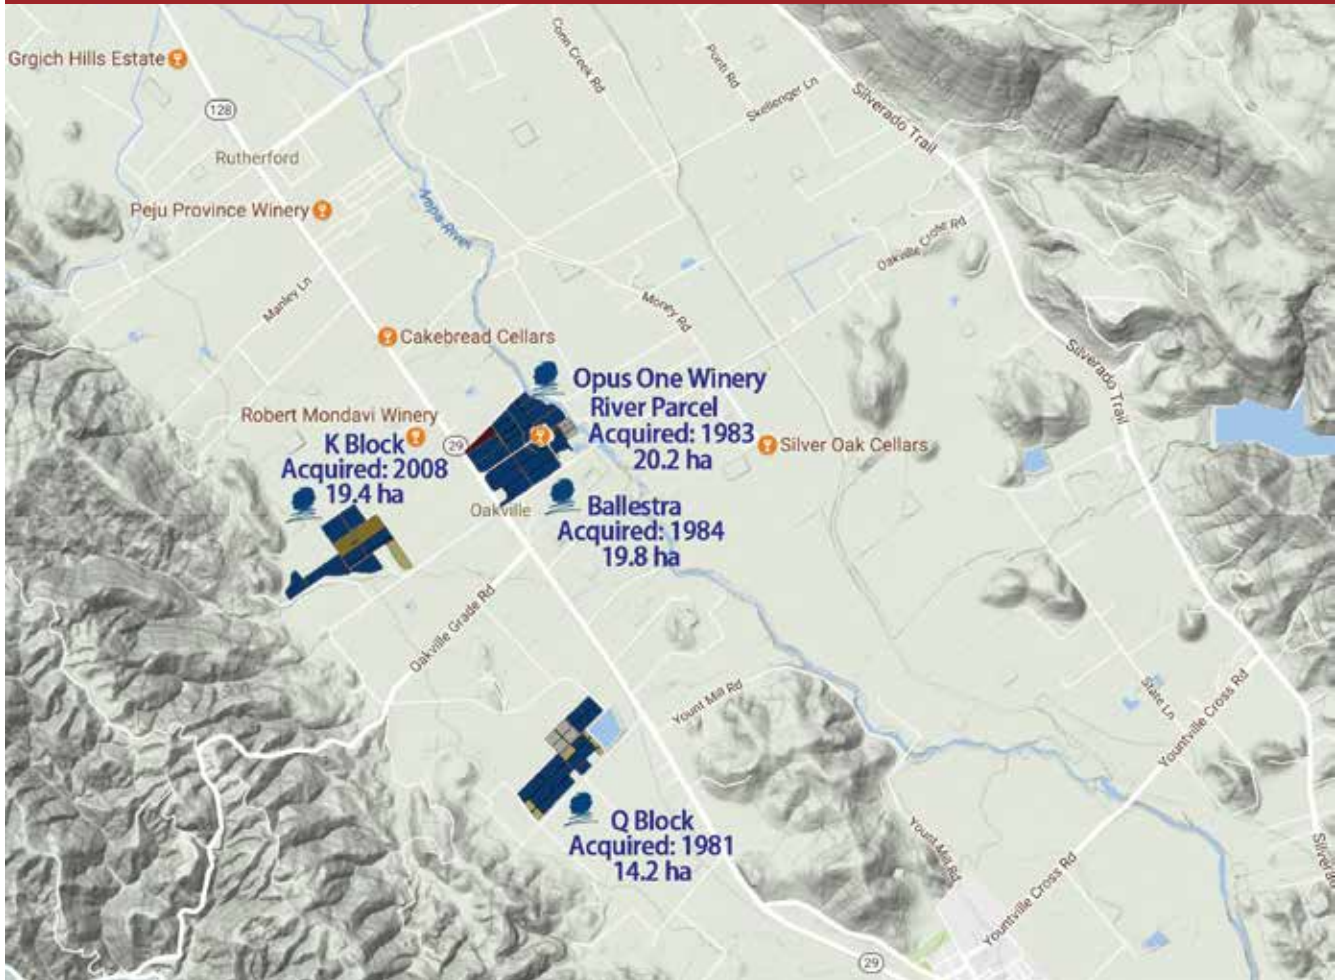 Grgich Hills Estate
Conn Creek Rd
Ponti Rd
Skellenger Ln
Silverado Trail
128
Rutherford
Peju Province Winery
Napa River
Oakville Cross Rd
Manley Ln
Money Rd
Cakebread Cellars
Silverado Trail
Opus One Winery
River Parcel
Acquired: 1983
20.2 ha
Robert Mondavi Winery
K Block
Acquired: 2008
19.4 ha
29
Silver Oak Cellars
Oakville
Ballestra
Acquired: 1984
19.8 ha
Oakville Grade Rd
Yount Mill Rd
State Ln
Yountville Cross Rd
Q Block
Acquired: 1981
14.2 ha
Yount Mill Rd
Yountville Cross Rd
29